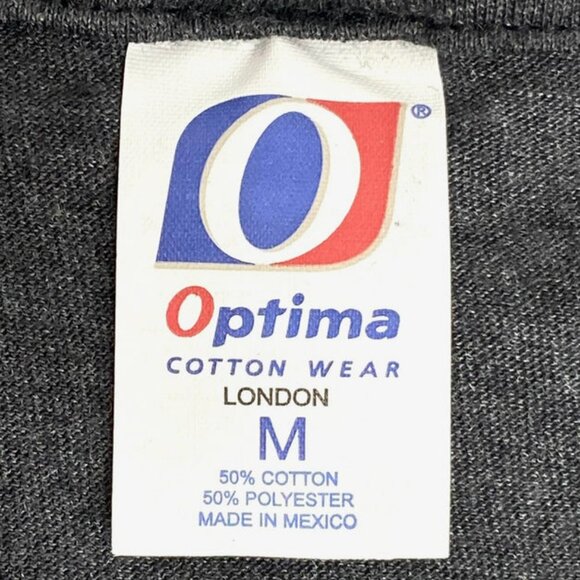 O®
Optima
COTTON WEAR
LONDON
M
50% COTTON
50% POLYESTER
MADE IN MEXICO